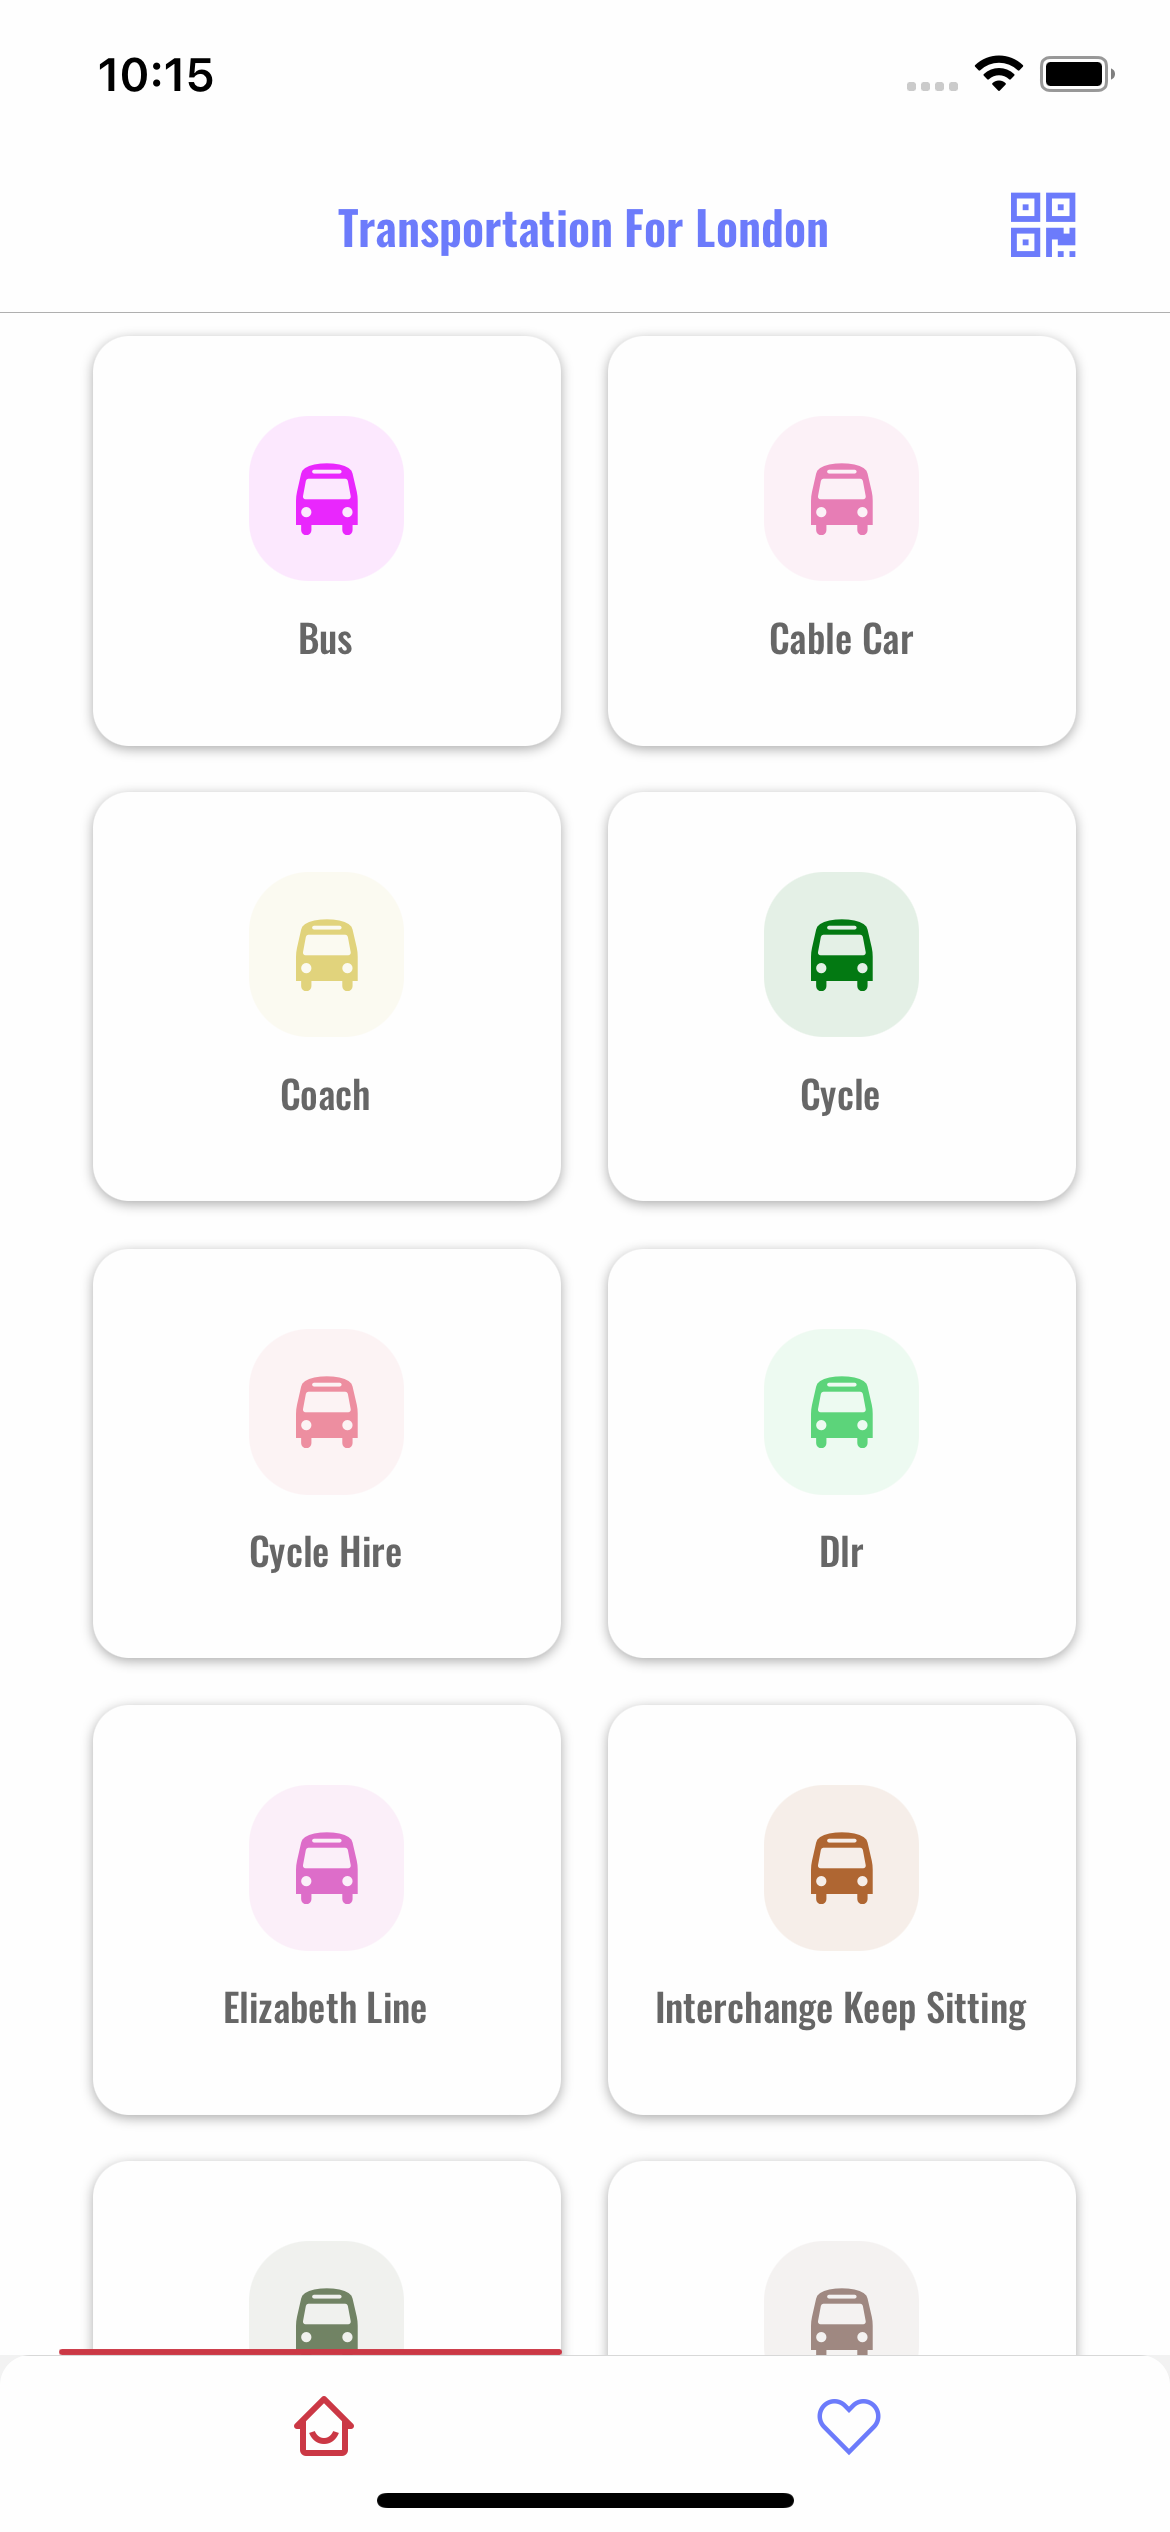 10:15
Transportation For London
Bus
Cable Car
Coach
Cycle
Cycle Hire
Dlr
Elizabeth Line
Interchange Keep Sitting